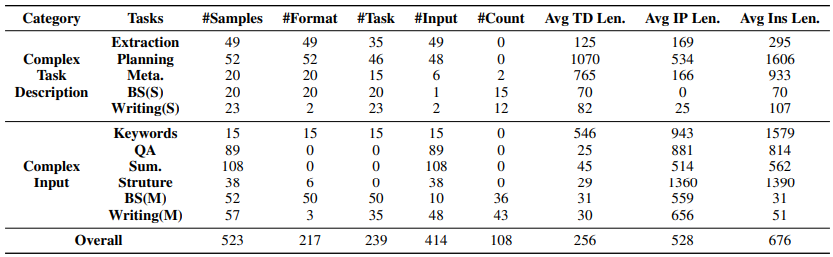 Category Tasks #Samples #Format #Task #Input #Count Avg TD Len. Avg IP Len. Avg Ins Len.
Extraction 49 49 35 49 0 125 169 295
Complex Planning 52 52 46 48 0 1070 534 1606
Task Meta. 20 20 15 6 2 765 166 933
Description BS(S) 20 20 20 1 15 70 0 70
Writing(S) 23 2 23 2 12 82 25 107
Keywords 15 15 15 15 0 546 943 1579
QA 89 0 0 89 0 25 881 814
Complex Sum. 108 0 0 108 0 45 514 562
Input Struture 38 6 0 38 0 29 1360 1390
BS(M) 52 50 50 10 36 31 559 31
Writing(M) 57 3 35 48 43 30 656 51
Overall 523 217 239 414 108 256 528 676